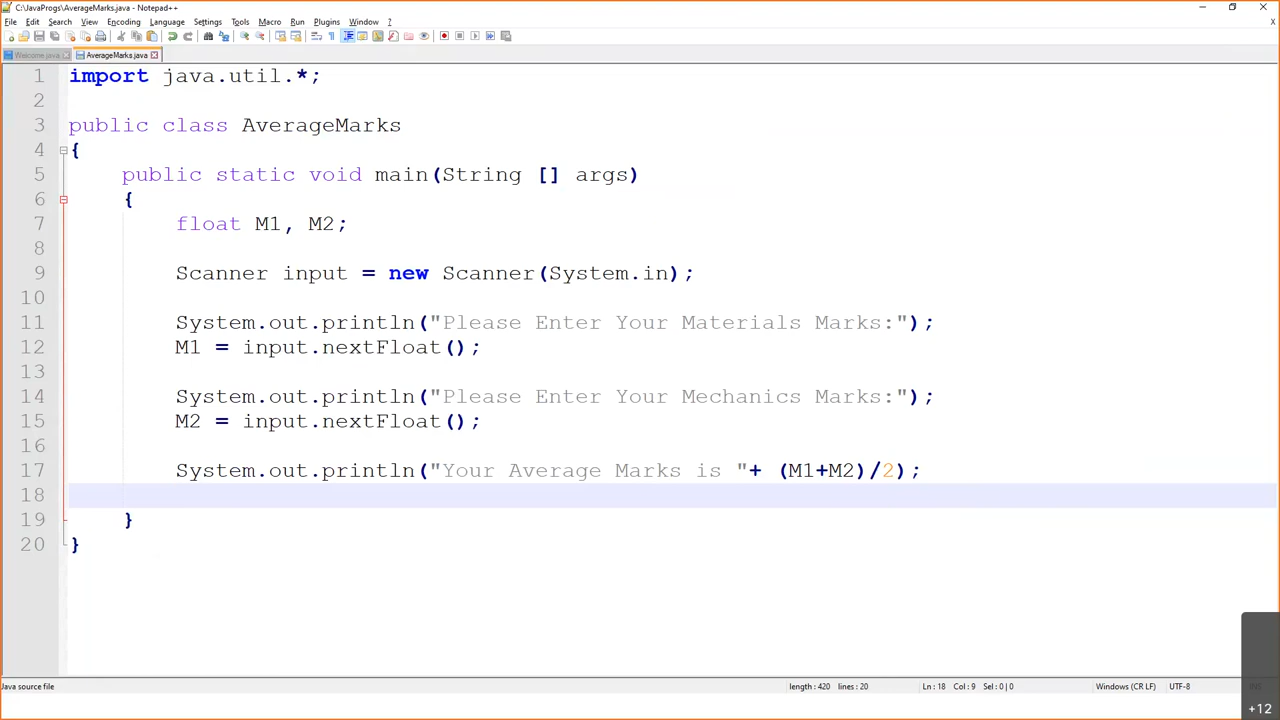 C:\JavaProgs\AverageMarks.java - Notepad++
File Edit Search View Encoding Language Settings Tools Macro Run Plugins Window ?
Welcome.java AverageMarks.java
1 import java.util.*;
2
3 public class AverageMarks
4 {
5 public static void main(String [] args)
6 {
7 float M1, M2;
8
9 Scanner input = new Scanner(System.in);
10
11 System.out.println("Please Enter Your Materials Marks:");
12 M1 = input.nextFloat();
13
14 System.out.println("Please Enter Your Mechanics Marks:");
15 M2 = input.nextFloat();
16
17 System.out.println("Your Average Marks is "+ (M1+M2)/2);
18
19 }
20 }
Java source file length : 420 lines : 20 Ln : 18 Col : 9 Sel : 0 | 0 Windows (CR LF) UTF-8
+12